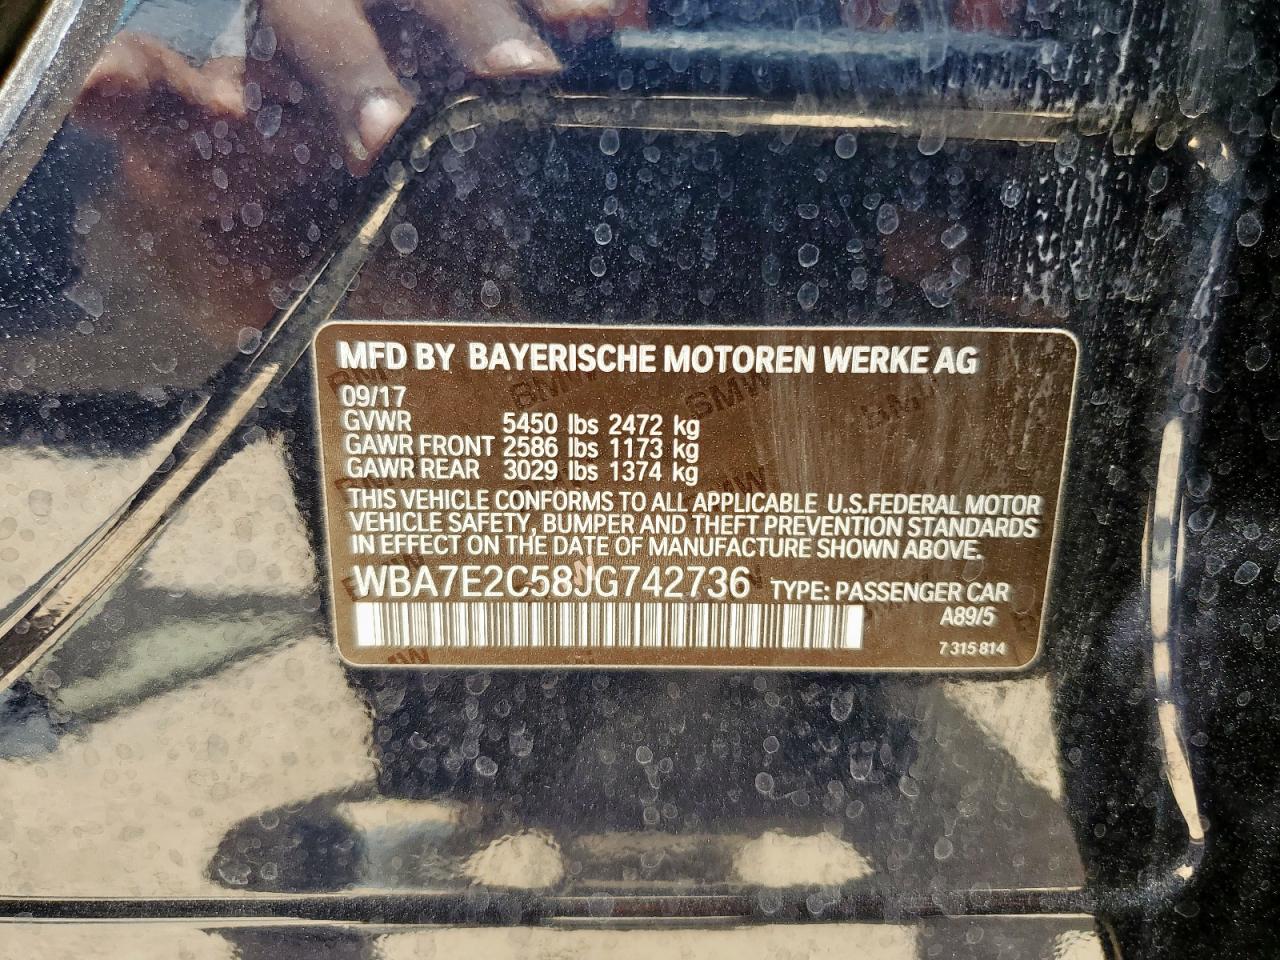 MFD BY BAYERISCHE MOTOREN WERKE AG
09/17
GVWR 5450 lbs 2472 kg
GAWR FRONT 2586 lbs 1173 kg
GAWR REAR 3029 lbs 1374 kg
THIS VEHICLE CONFORMS TO ALL APPLICABLE U.S.FEDERAL MOTOR
VEHICLE SAFETY, BUMPER AND THEFT PREVENTION STANDARDS
IN EFFECT ON THE DATE OF MANUFACTURE SHOWN ABOVE.
WBA7E2C58JG742736 TYPE: PASSENGER CAR
A89/5
7 315 814